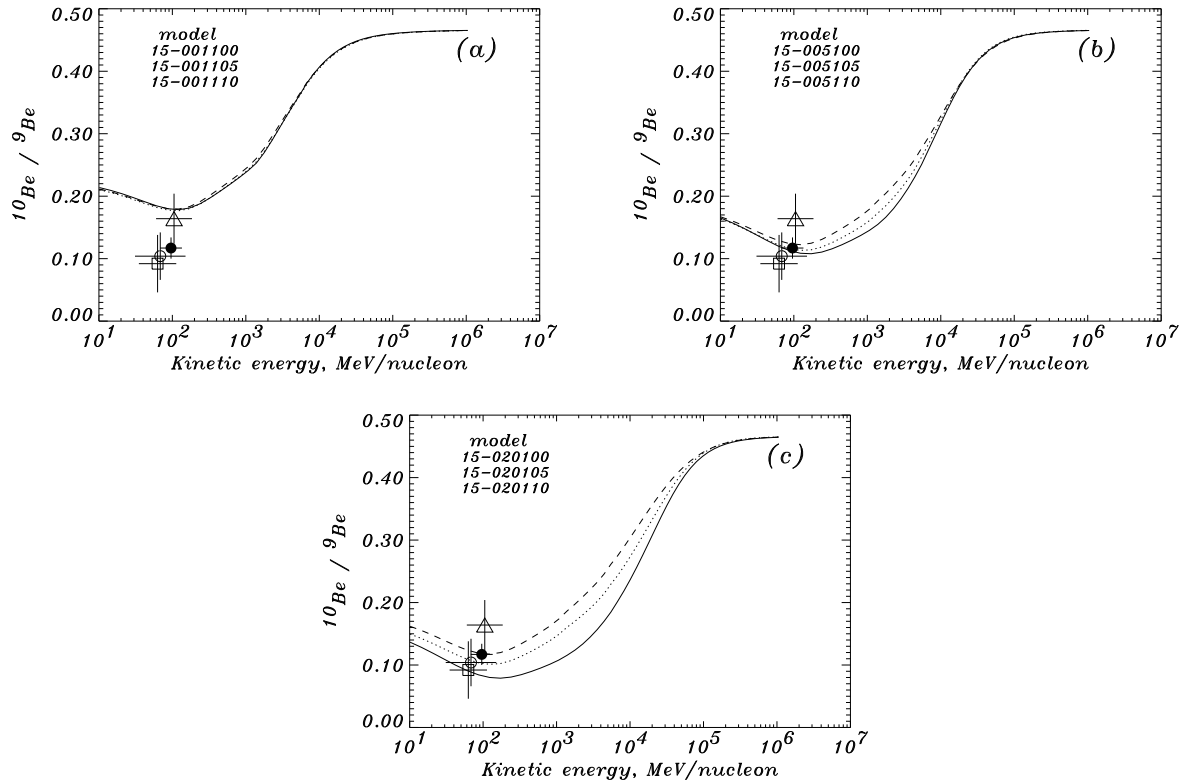 (a)
model
15-001100
15-001105
15-001110
0.50
0.40
0.30
0.20
0.10
0.00
10Be / 9Be
10^1 10^2 10^3 10^4 10^5 10^6 10^7
Kinetic energy, MeV/nucleon
(b)
model
15-005100
15-005105
15-005110
0.50
0.40
0.30
0.20
0.10
0.00
10Be / 9Be
10^1 10^2 10^3 10^4 10^5 10^6 10^7
Kinetic energy, MeV/nucleon
(c)
model
15-020100
15-020105
15-020110
0.50
0.40
0.30
0.20
0.10
0.00
10Be / 9Be
10^1 10^2 10^3 10^4 10^5 10^6 10^7
Kinetic energy, MeV/nucleon